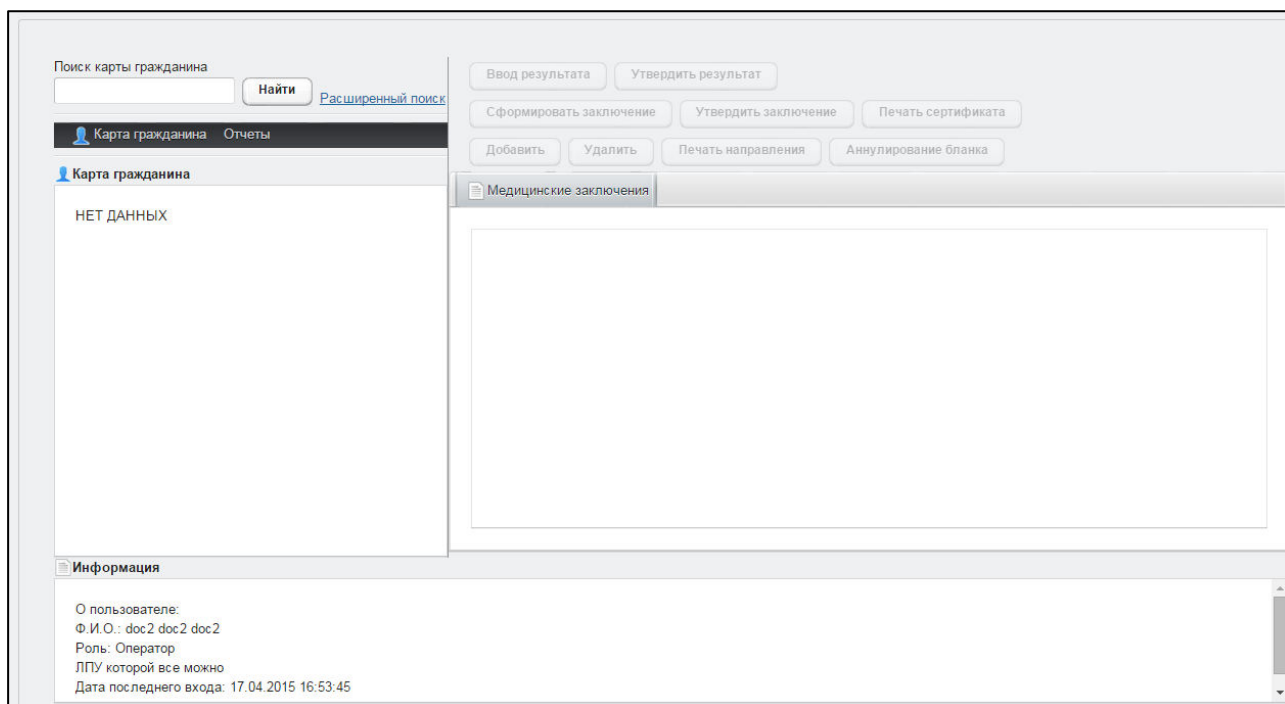 Поиск карты гражданина
Найти
Расширенный поиск
Карта гражданина Отчеты
Карта гражданина
НЕТ ДАННЫХ
Ввод результата Утвердить результат
Сформировать заключение Утвердить заключение Печать сертификата
Добавить Удалить Печать направления Аннулирование бланка
Медицинские заключения
Информация
О пользователе:
Ф.И.О.: doc2 doc2 doc2
Роль: Оператор
ЛПУ которой все можно
Дата последнего входа: 17.04.2015 16:53:45